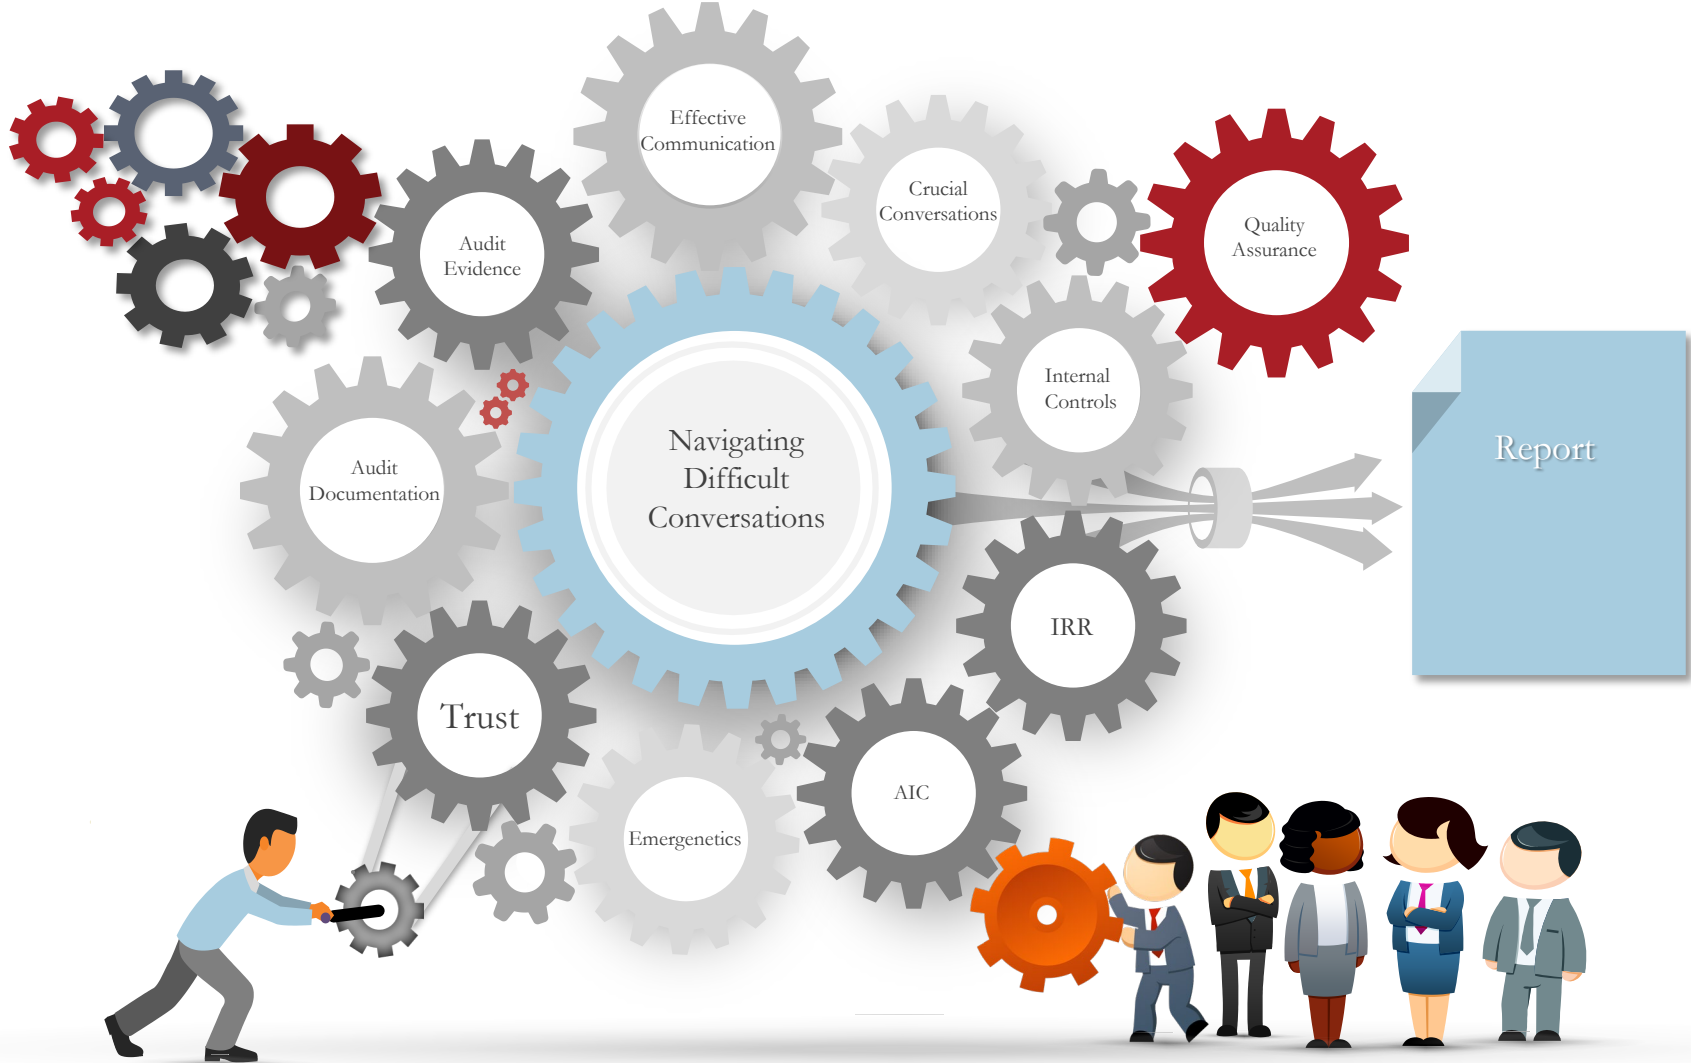 Effective
Communication
Crucial
Conversations
Quality
Assurance
Audit
Evidence
Internal
Controls
Navigating
Difficult
Conversations
Report
Audit
Documentation
IRR
Trust
AIC
Emergenetics